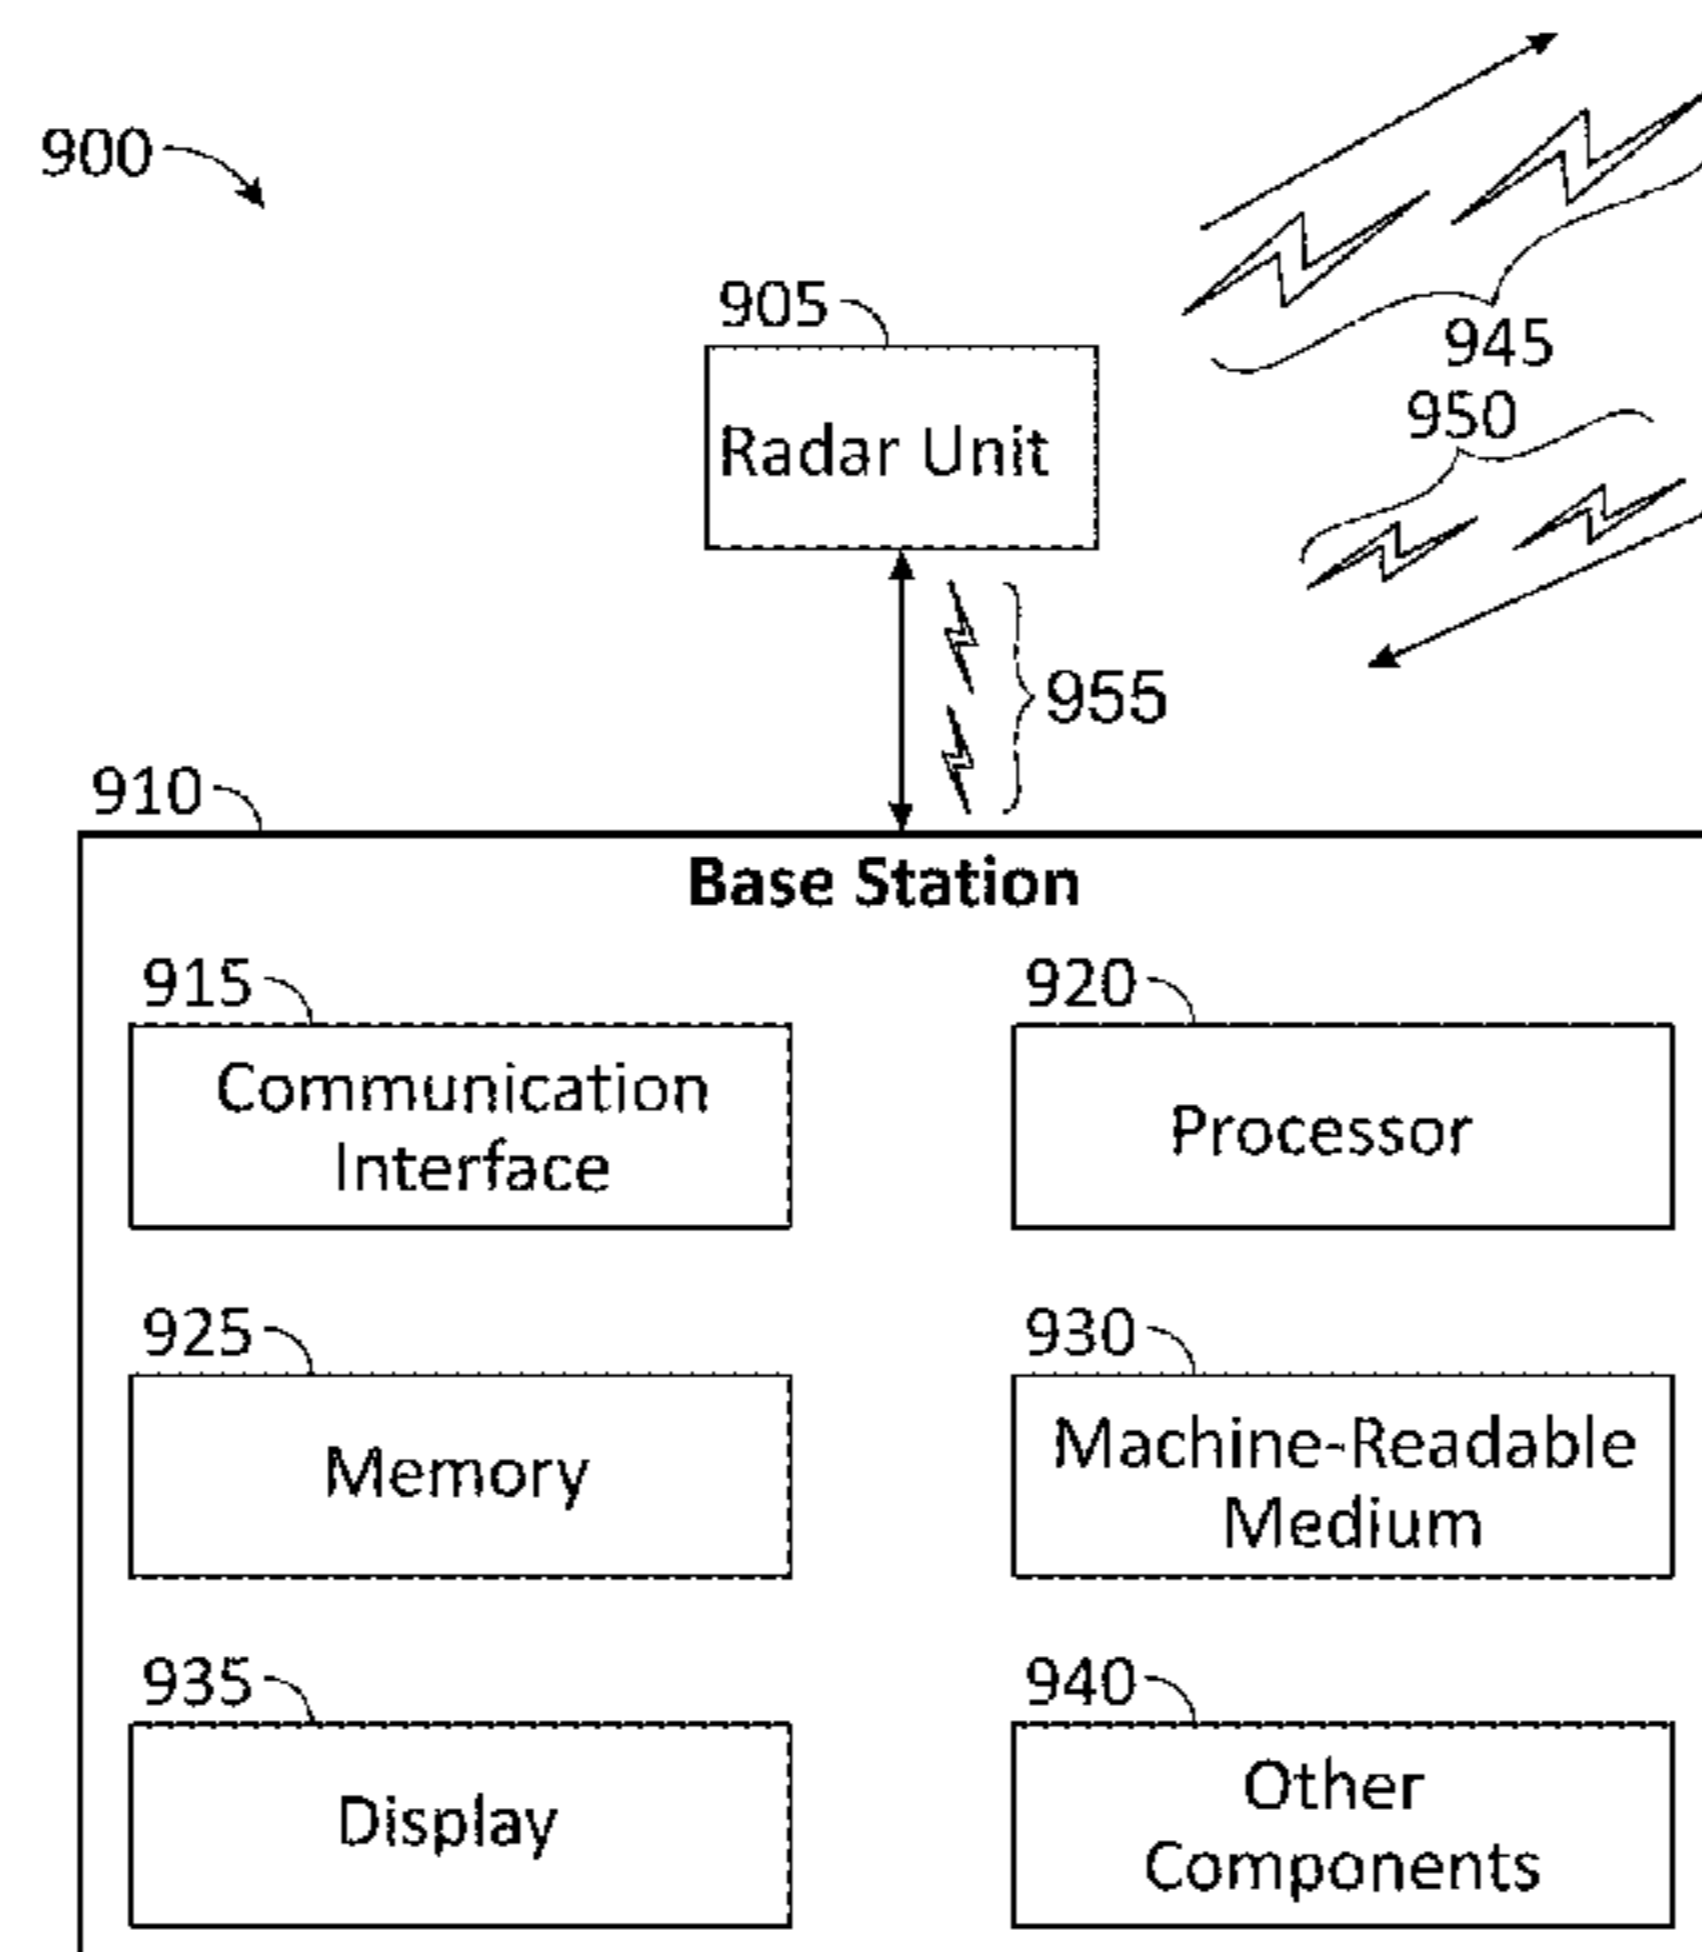 900
905
945
Radar Unit
950
955
910
Base Station
915
920
Communication
Interface
Processor
925
930
Memory
Machine-Readable
Medium
935
940
Display
Other
Components